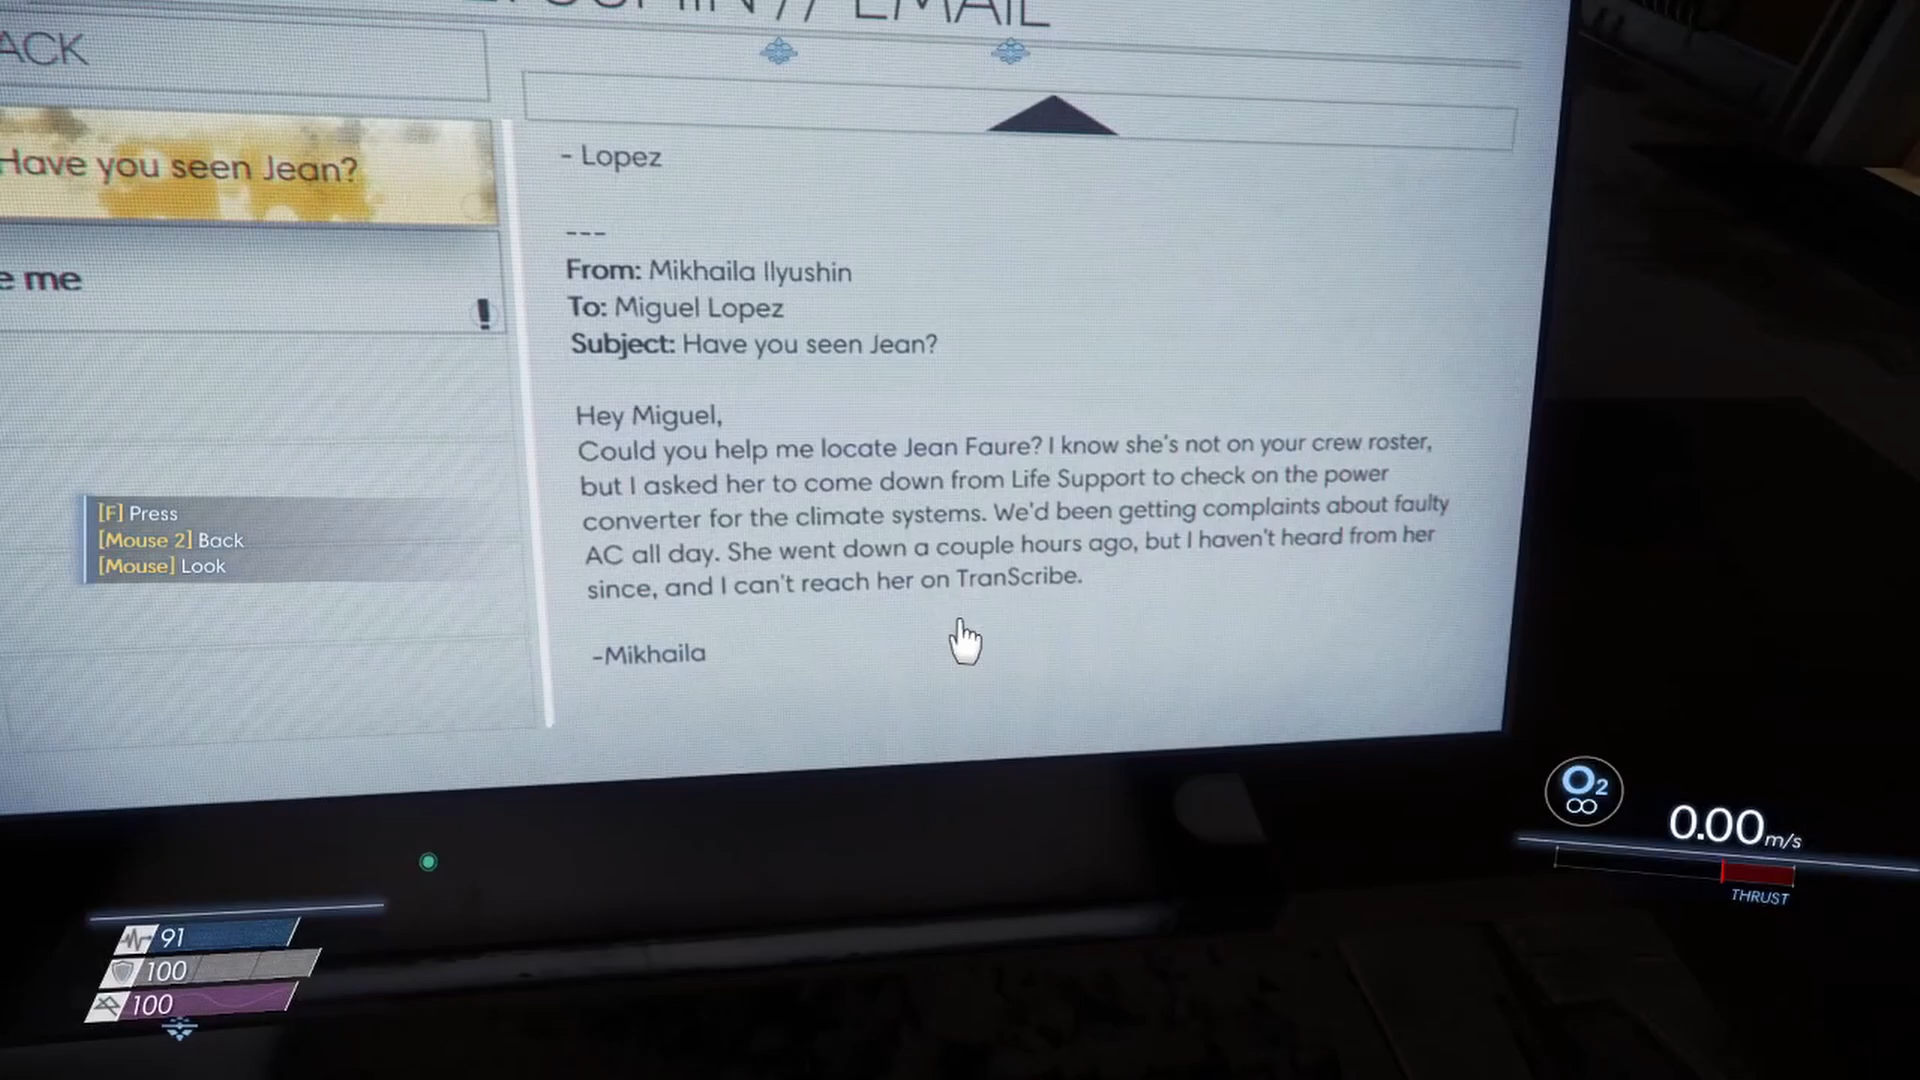 // EMAIL
ACK
Have you seen Jean?
e me
!
- Lopez
---
From: Mikhaila Ilyushin
To: Miguel Lopez
Subject: Have you seen Jean?
Hey Miguel,
Could you help me locate Jean Faure? I know she's not on your crew roster,
but I asked her to come down from Life Support to check on the power
converter for the climate systems. We'd been getting complaints about faulty
AC all day. She went down a couple hours ago, but I haven't heard from her
since, and I can't reach her on TranScribe.
-Mikhaila
[F] Press
[Mouse 2] Back
[Mouse] Look
O2
∞
0.00 m/s
THRUST
91
100
100